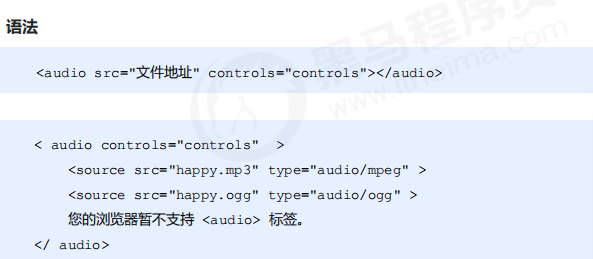 语法
<audio src="文件地址" controls="controls"></audio>
< audio controls="controls"  >
<source src="happy.mp3" type="audio/mpeg" >
<source src="happy.ogg" type="audio/ogg" >
您的浏览器暂不支持 <audio> 标签。
</ audio>
黑马程序员
www.itheima.com